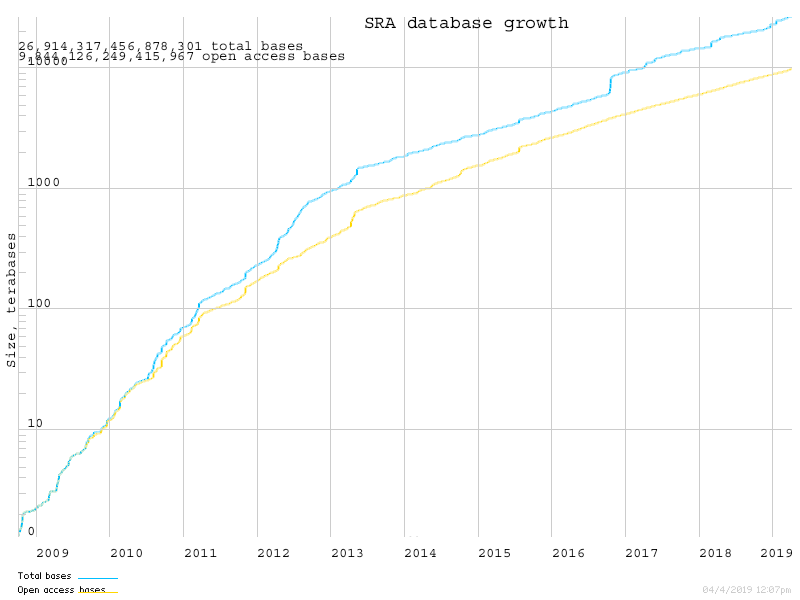 SRA database growth
26,914,317,456,878,301 total bases
9,844,126,249,415,967 open access bases
10000
1000
100
10
0
Size, terabases
2009 2010 2011 2012 2013 2014 2015 2016 2017 2018 2019
Total bases
Open access bases
04/4/2019 12:07pm